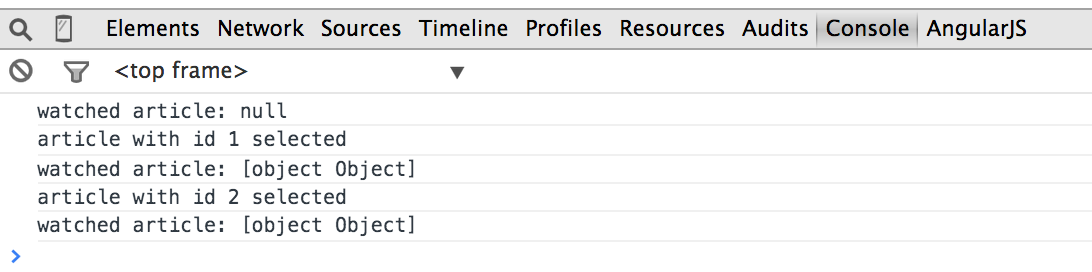 Elements Network Sources Timeline Profiles Resources Audits Console AngularJS
<top frame>
watched article: null
article with id 1 selected
watched article: [object Object]
article with id 2 selected
watched article: [object Object]